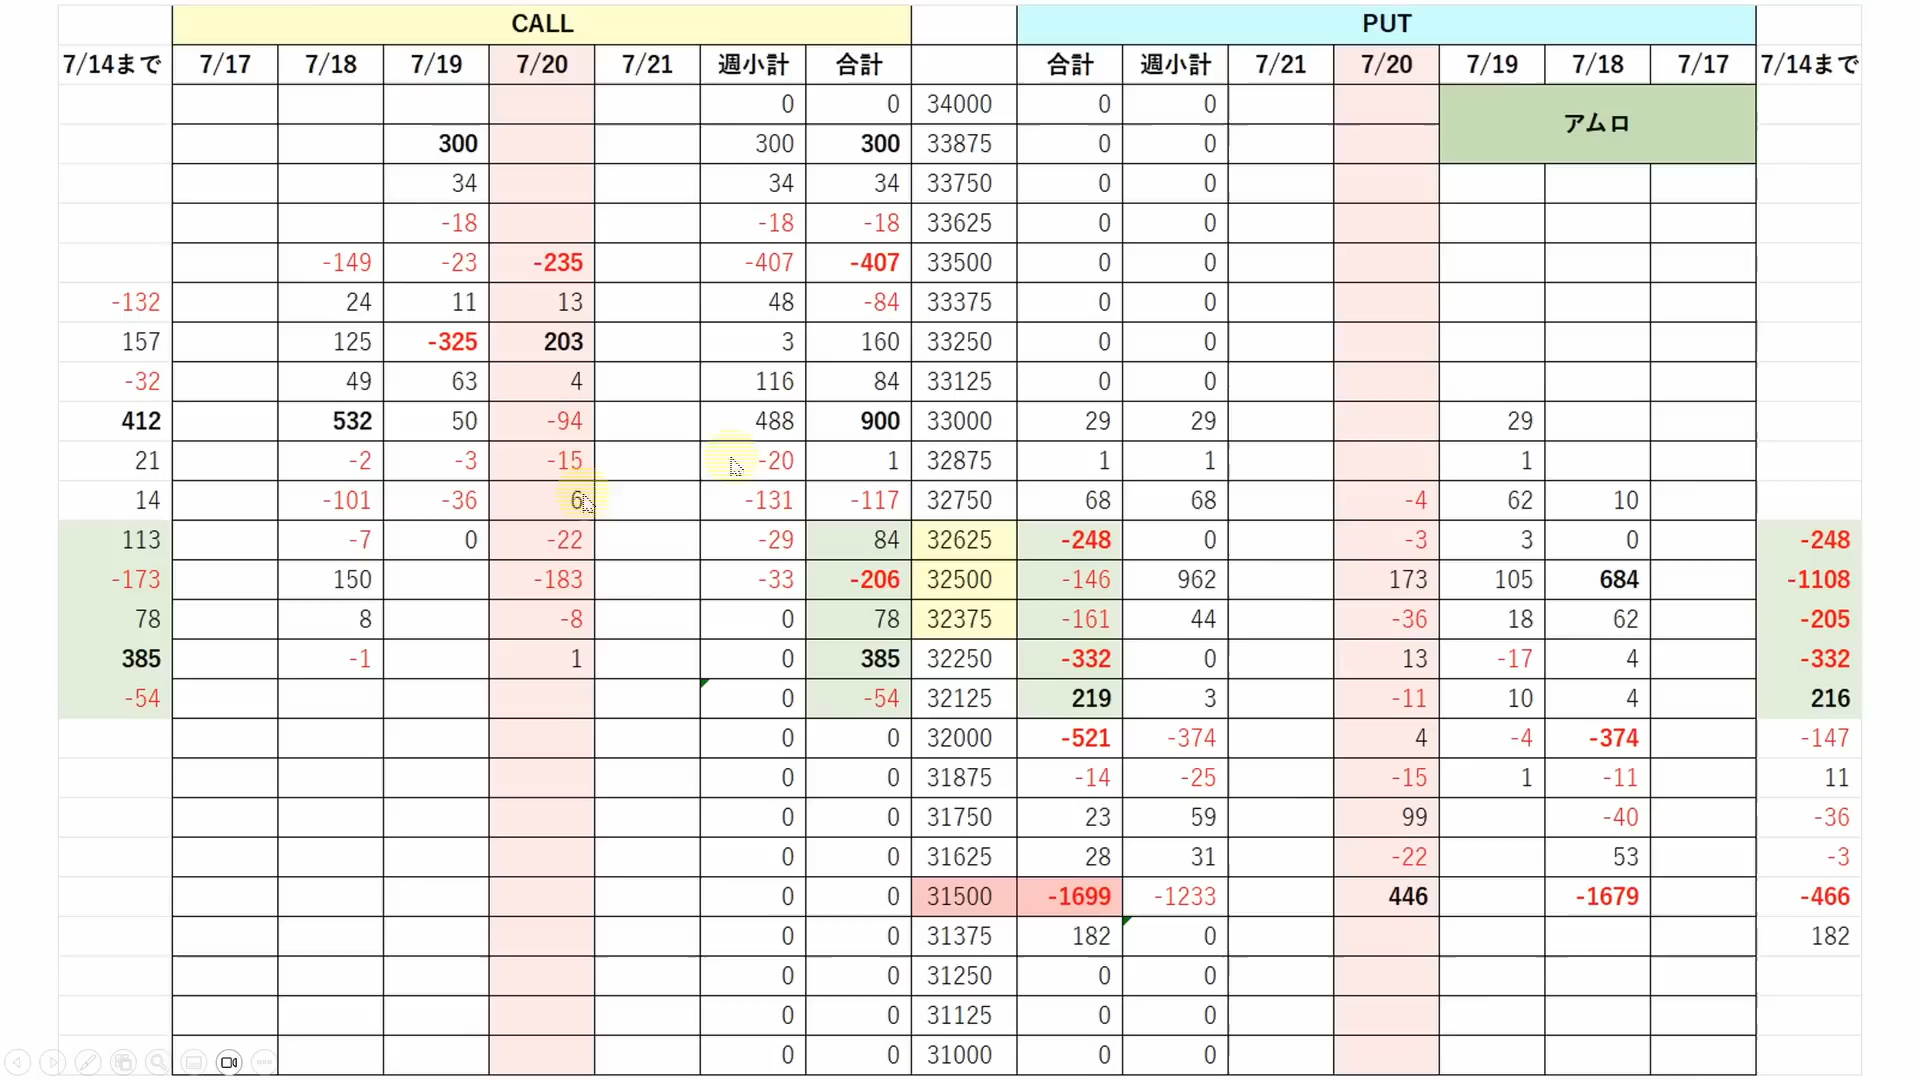 CALL PUT
7/14まで 7/17 7/18 7/19 7/20 7/21 週小計 合計 合計 週小計 7/21 7/20 7/19 7/18 7/17 7/14まで
0 0 34000 0 0
アムロ
300 300 300 33875 0 0
34 34 34 33750 0 0
-18 -18 -18 33625 0 0
-149 -23 -235 -407 -407 33500 0 0
-132 24 11 13 48 -84 33375 0 0
157 125 -325 203 3 160 33250 0 0
-32 49 63 4 116 84 33125 0 0
412 532 50 -94 488 900 33000 29 29 29
21 -2 -3 -15 -20 1 32875 1 1 1
14 -101 -36 6 -131 -117 32750 68 68 -4 62 10
113 -7 0 -22 -29 84 32625 -248 0 -3 3 0 -248
-173 150 -183 -33 -206 32500 -146 962 173 105 684 -1108
78 8 -8 0 78 32375 -161 44 -36 18 62 -205
385 -1 1 0 385 32250 -332 0 13 -17 4 -332
-54 0 -54 32125 219 3 -11 10 4 216
0 0 32000 -521 -374 4 -4 -374 -147
0 0 31875 -14 -25 -15 1 -11 11
0 0 31750 23 59 99 -40 -36
0 0 31625 28 31 -22 53 -3
0 0 31500 -1699 -1233 446 -1679 -466
0 0 31375 182 0 182
0 0 31250 0 0
0 0 31125 0 0
0 0 31000 0 0